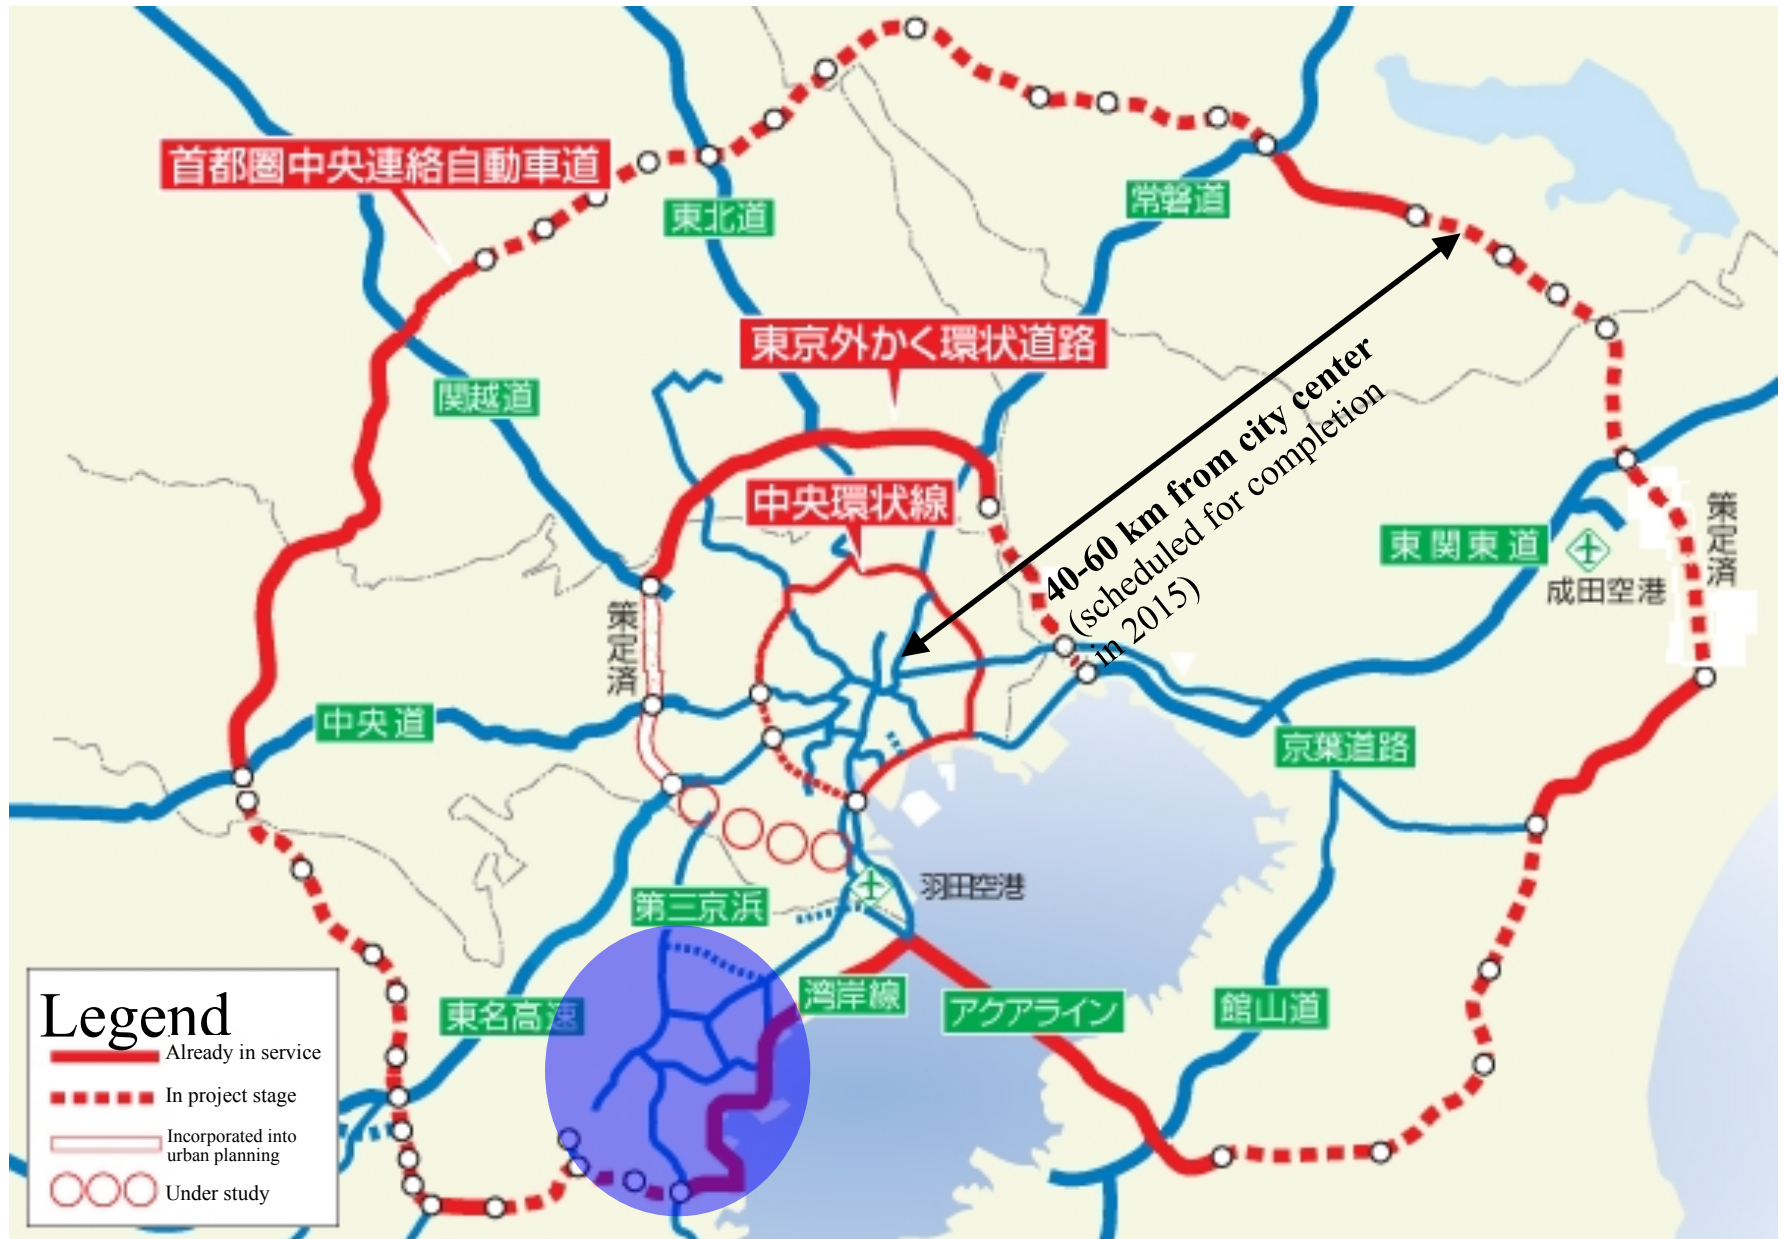 首都圏中央連絡自動車道
東北道
常磐道
東京外かく環状道路
関越道
中央環状線
40-60 km from city center
(scheduled for completion
in 2015)
東関東道
成田空港
策定済
策定済
中央道
京葉道路
第三京浜
羽田空港
東名高速
湾岸線
アクアライン
館山道
Legend
Already in service
In project stage
Incorporated into
urban planning
Under study